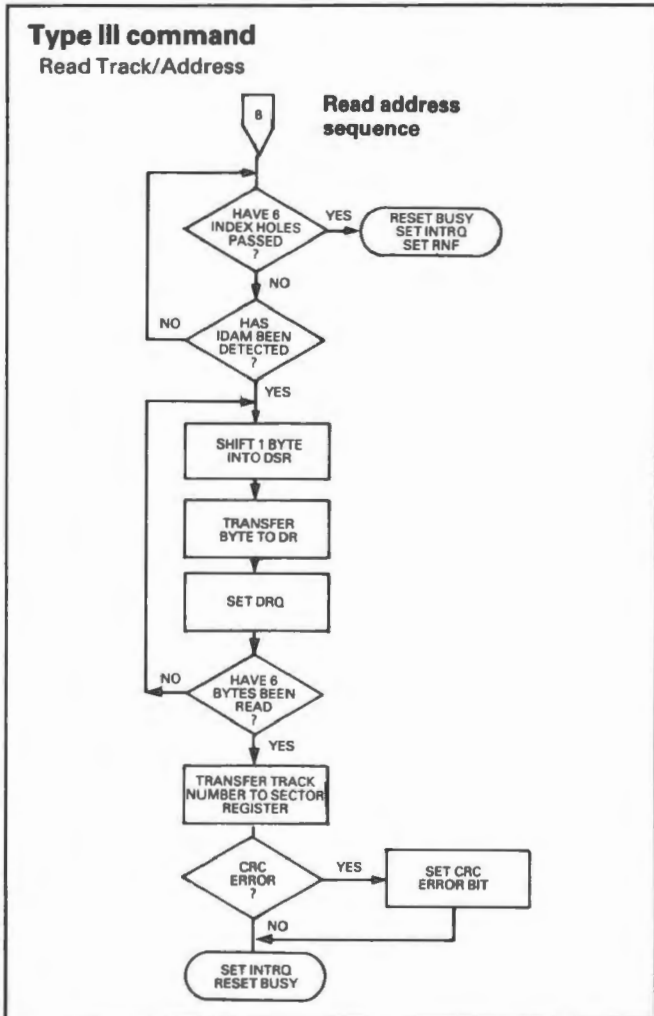 Type III command
Read Track/Address
B
Read address
sequence
HAVE 6
INDEX HOLES
PASSED
?
YES
RESET BUSY
SET INTRQ
SET RNF
NO
NO
HAS
IDAM BEEN
DETECTED
?
YES
SHIFT 1 BYTE
INTO DSR
TRANSFER
BYTE TO DR
SET DRQ
NO
HAVE 6
BYTES BEEN
READ
?
YES
TRANSFER TRACK
NUMBER TO SECTOR
REGISTER
CRC
ERROR
?
YES
SET CRC
ERROR BIT
NO
SET INTRQ
RESET BUSY